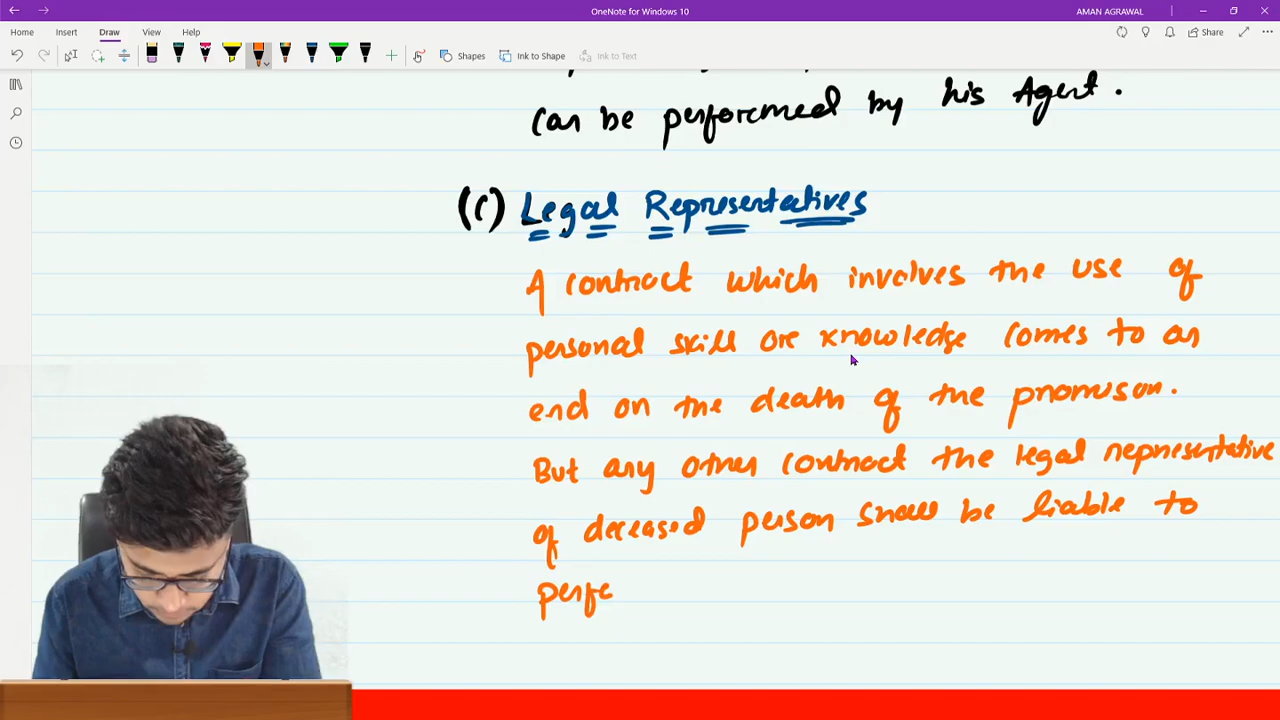 OneNote for Windows 10
AMAN AGRAWAL
Home Insert Draw View Help
Share
Shapes Ink to Shape Ink to Text
can be performed by his Agent.
(C) Legal Representatives
A contract which involves the use of
personal skill or knowledge comes to an
end on the death of the promisor.
But any other contract the legal representative
of deceased person shall be liable to
perfo